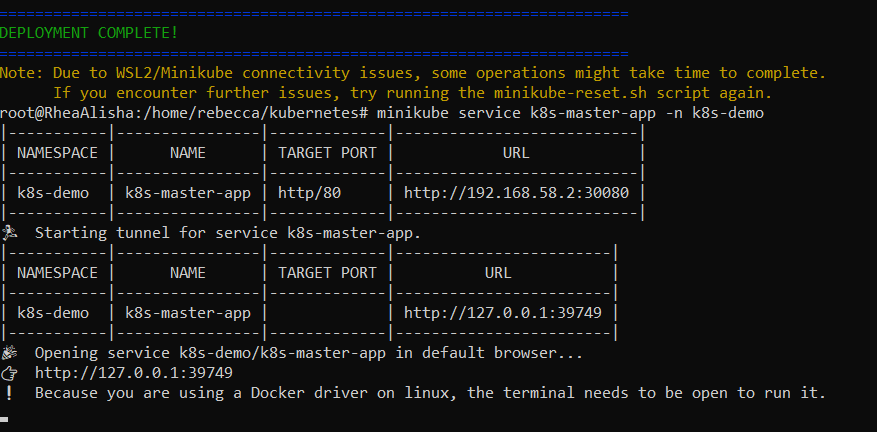 ======================================================================
DEPLOYMENT COMPLETE!
======================================================================
Note: Due to WSL2/Minikube connectivity issues, some operations might take time to complete.
      If you encounter further issues, try running the minikube-reset.sh script again.
root@RheaAlisha:/home/rebecca/kubernetes# minikube service k8s-master-app -n k8s-demo
|-----------|----------------|-------------|---------------------------|
| NAMESPACE |      NAME      | TARGET PORT |            URL            |
|-----------|----------------|-------------|---------------------------|
| k8s-demo  | k8s-master-app | http/80     | http://192.168.58.2:30080 |
|-----------|----------------|-------------|---------------------------|
🏃  Starting tunnel for service k8s-master-app.
|-----------|----------------|-------------|------------------------|
| NAMESPACE |      NAME      | TARGET PORT |          URL           |
|-----------|----------------|-------------|------------------------|
| k8s-demo  | k8s-master-app |             | http://127.0.0.1:39749 |
|-----------|----------------|-------------|------------------------|
🎉  Opening service k8s-demo/k8s-master-app in default browser...
👉  http://127.0.0.1:39749
❗  Because you are using a Docker driver on linux, the terminal needs to be open to run it.